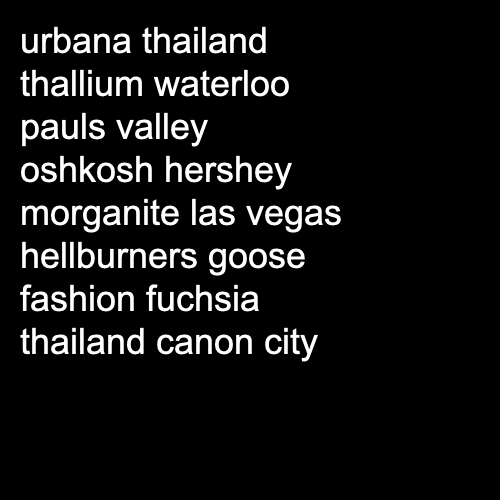 urbana thailand
thallium waterloo
pauls valley
oshkosh hershey
morganite las vegas
hellburners goose
fashion fuchsia
thailand canon city